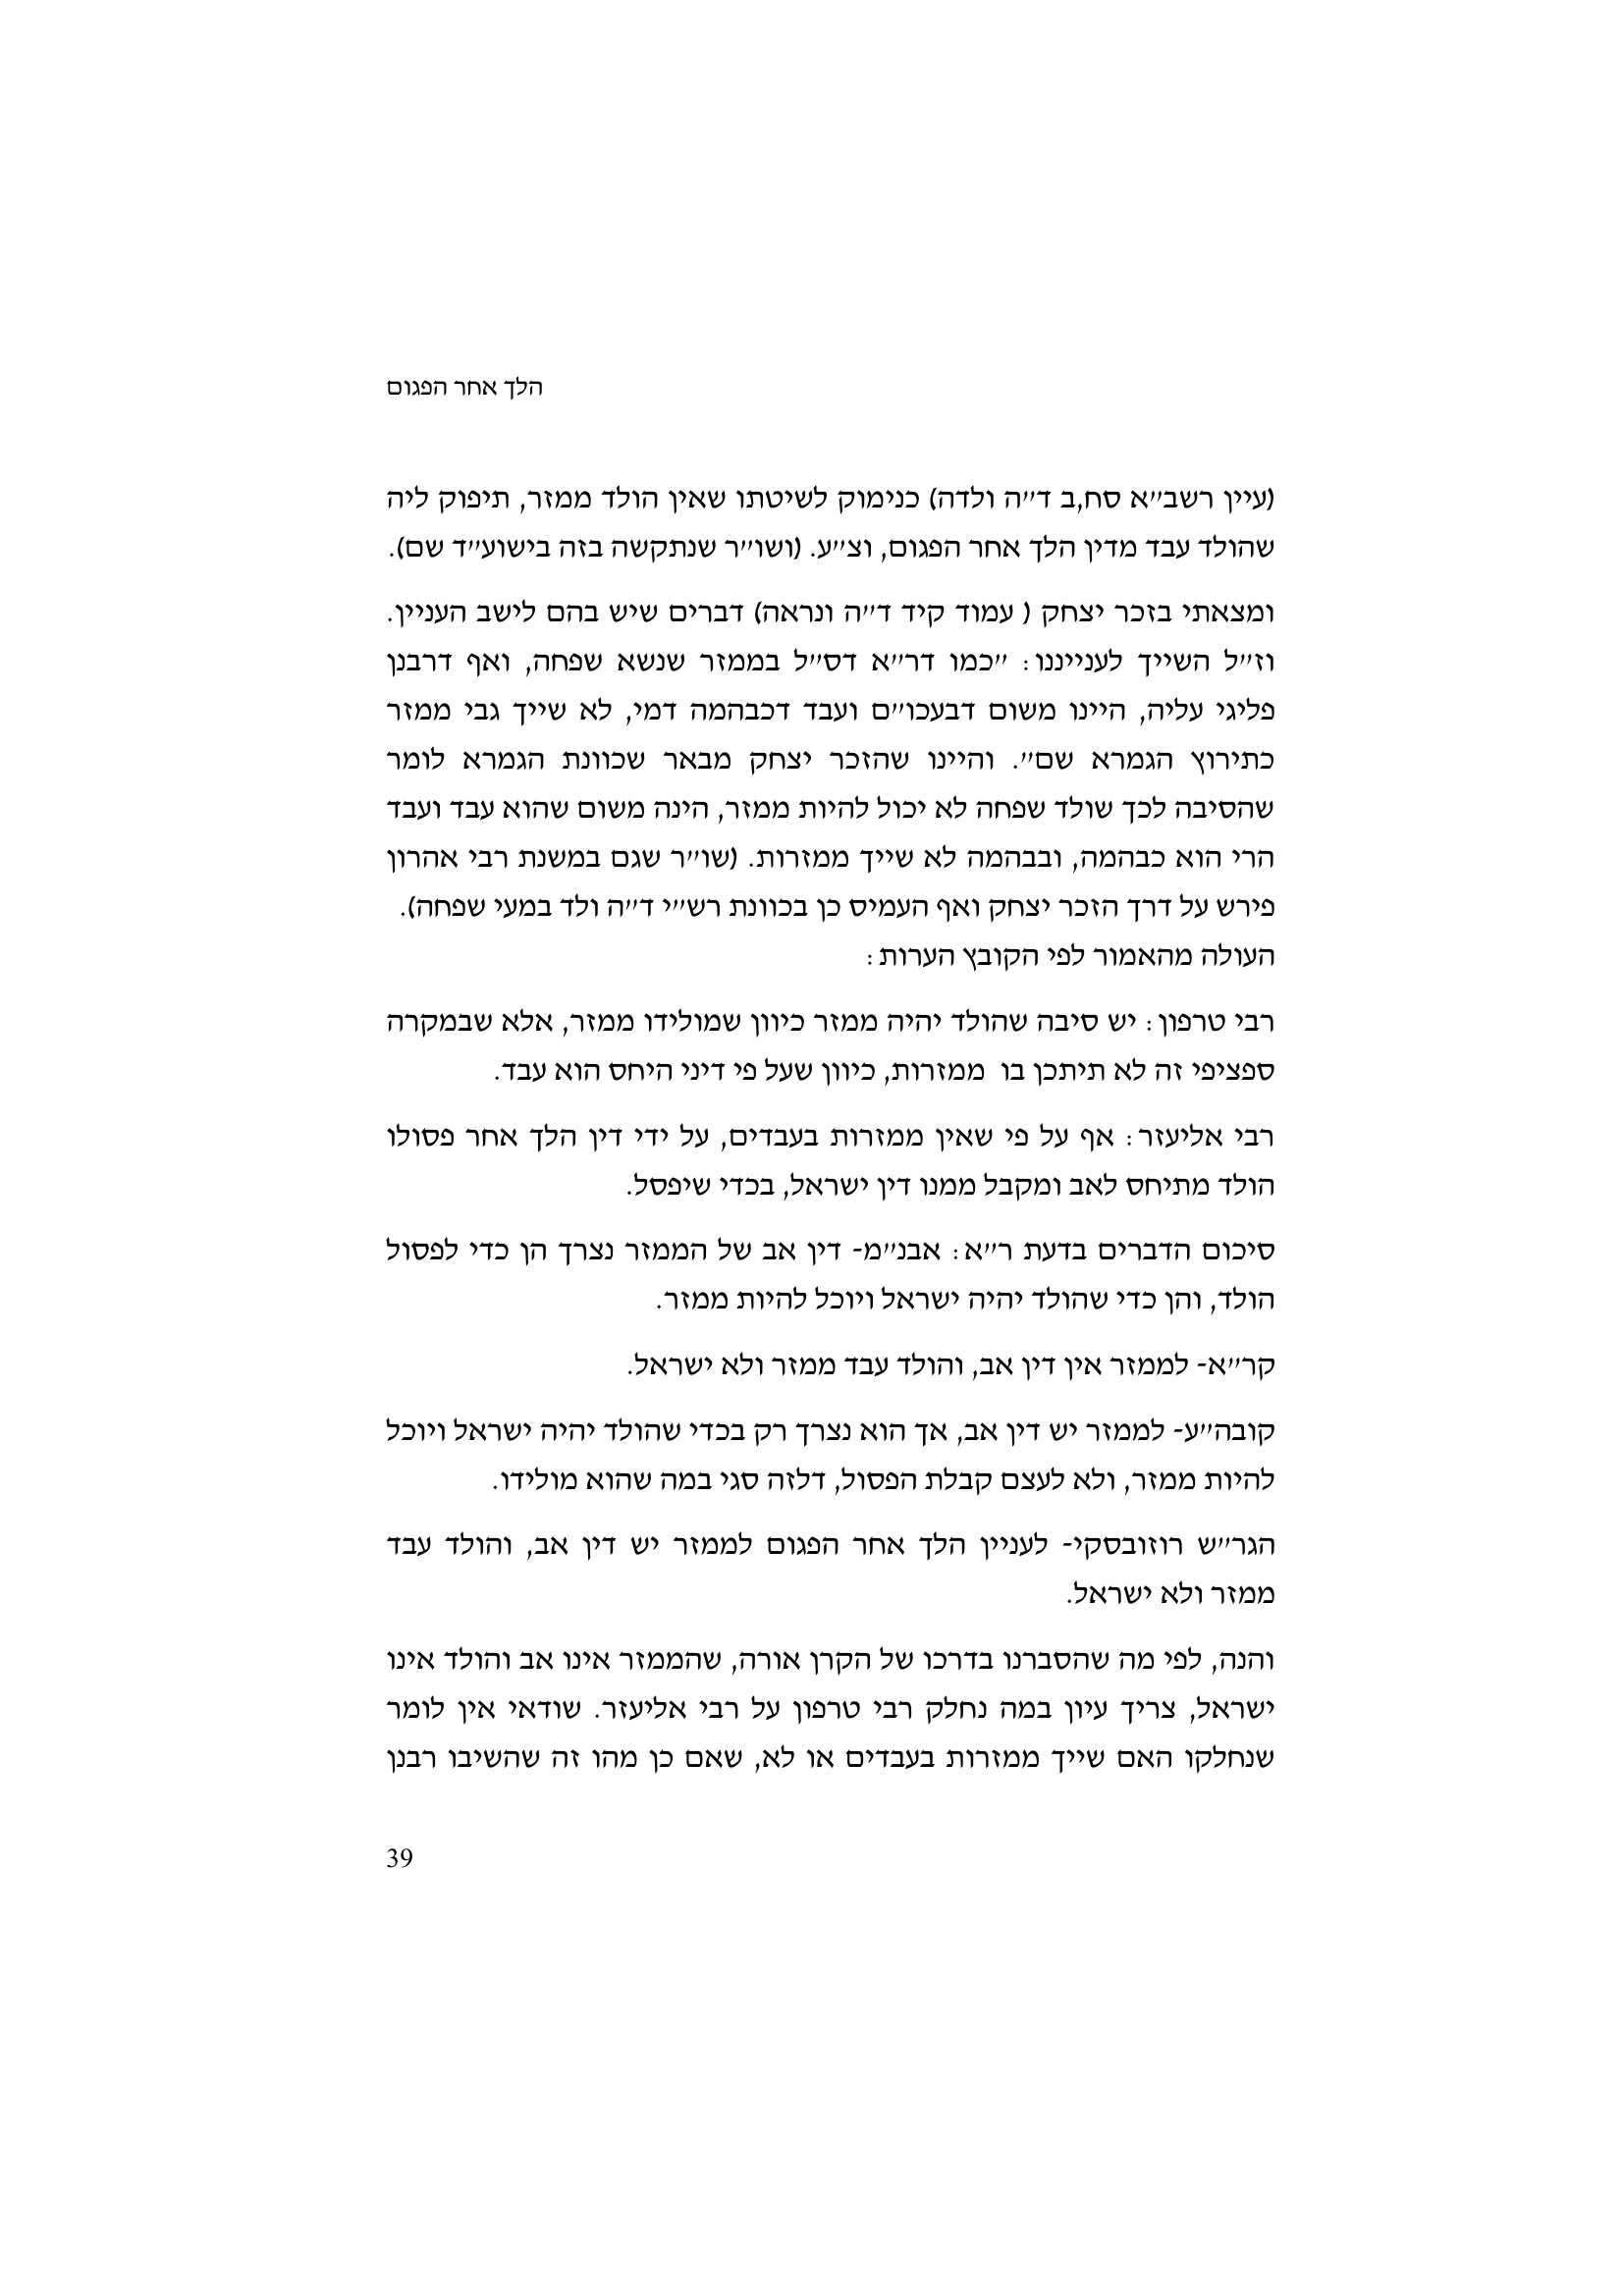 הלך אחר הפגום
(עיין רשב''א סח,ב ד''ה ולדה) כנימוק לשיטתו שאין הולד ממזר, תיפוק ליה
שהולד עבד מדין הלך אחר הפגום, וצ''ע. (ושו''ר שנתקשה בזה בישוע''ד שם).
ומצאתי בזכר יצחק ( עמוד קיד ד''ה ונראה) דברים שיש בהם לישב העניין.
וז''ל השייך לענייננו: ''כמו דר''א דס''ל בממזר שנשא שפחה, ואף דרבנן
פליגי עליה, היינו משום דבעכו''ם ועבד דכבהמה דמי, לא שייך גבי ממזר
כתירוץ הגמרא שם''. והיינו שהזכר יצחק מבאר שכוונת הגמרא לומר
שהסיבה לכך שולד שפחה לא יכול להיות ממזר, הינה משום שהוא עבד ועבד
הרי הוא כבהמה, ובבהמה לא שייך ממזרות. (שו''ר שגם במשנת רבי אהרון
פירש על דרך הזכר יצחק ואף העמיס כן בכוונת רש''י ד''ה ולד במעי שפחה).
העולה מהאמור לפי הקובץ הערות:
רבי טרפון: יש סיבה שהולד יהיה ממזר כיוון שמולידו ממזר, אלא שבמקרה
ספציפי זה לא תיתכן בו  ממזרות, כיוון שעל פי דיני היחס הוא עבד.
רבי אליעזר: אף על פי שאין ממזרות בעבדים, על ידי דין הלך אחר פסולו
הולד מתיחס לאב ומקבל ממנו דין ישראל, בכדי שיפסל.
סיכום הדברים בדעת ר''א: אבנ''מ- דין אב של הממזר נצרך הן כדי לפסול
הולד, והן כדי שהולד יהיה ישראל ויוכל להיות ממזר.
קר''א- לממזר אין דין אב, והולד עבד ממזר ולא ישראל.
קובה''ע- לממזר יש דין אב, אך הוא נצרך רק בכדי שהולד יהיה ישראל ויוכל
להיות ממזר, ולא לעצם קבלת הפסול, דלזה סגי במה שהוא מולידו.
הגר''ש רוזובסקי- לעניין הלך אחר הפגום לממזר יש דין אב, והולד עבד
ממזר ולא ישראל.
והנה, לפי מה שהסברנו בדרכו של הקרן אורה, שהממזר אינו אב והולד אינו
ישראל, צריך עיון במה נחלק רבי טרפון על רבי אליעזר. שודאי אין לומר
שנחלקו האם שייך ממזרות בעבדים או לא, שאם כן מהו זה שהשיבו רבנן
39